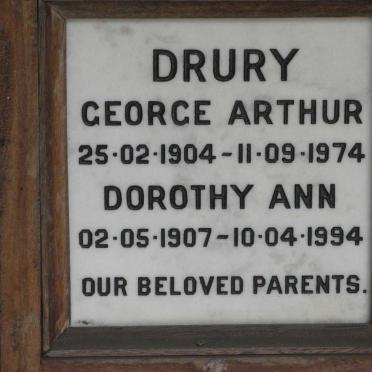 DRURY
GEORGE ARTHUR
25·02·1904-11·09·1974
DOROTHY ANN
02·05·1907-10·04·1994
OUR BELOVED PARENTS.